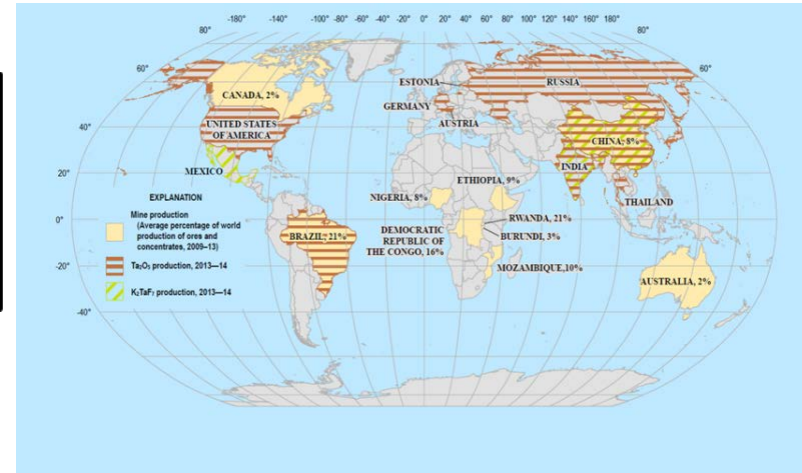 -180° -140° -100° -80° -60° -40° -20° 0° 20° 40° 60° 80° 100° 140° 180°
80° 80°
60° 60°
ESTONIA
RUSSIA
CANADA, 2%
GERMANY
UNITED STATES
OF AMERICA
AUSTRIA
40° 40°
CHINA, 8%
INDIA
20° 20°
MEXICO
ETHIOPIA, 9%
NIGERIA, 8%
THAILAND
EXPLANATION
Mine production
(Average percentage of world
production of ores and
concentrates, 2009–13)
Ta₂O₅ production, 2013—14
K₂TaF₇ production, 2013—14
0° 0°
RWANDA, 21%
BRAZIL, 21%
DEMOCRATIC
REPUBLIC OF
THE CONGO, 16%
BURUNDI, 3%
MOZAMBIQUE,10%
-20° -20°
AUSTRALIA, 2%
-40° -40°